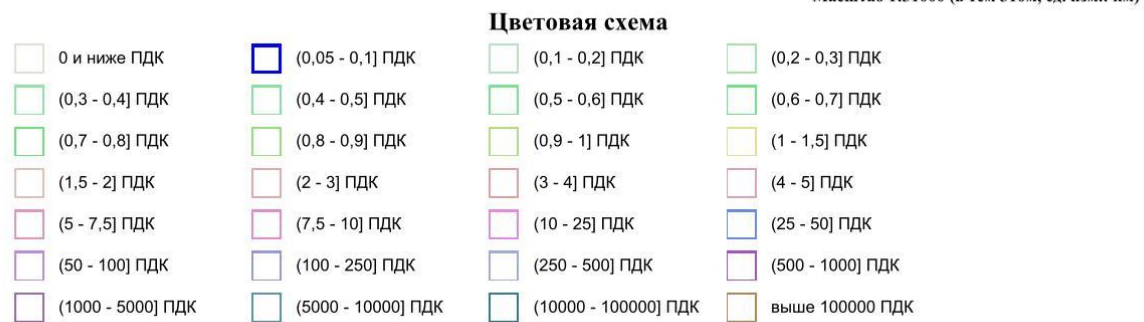 Цветовая схема
0 и ниже ПДК (0,05 - 0,1] ПДК (0,1 - 0,2] ПДК (0,2 - 0,3] ПДК
(0,3 - 0,4] ПДК (0,4 - 0,5] ПДК (0,5 - 0,6] ПДК (0,6 - 0,7] ПДК
(0,7 - 0,8] ПДК (0,8 - 0,9] ПДК (0,9 - 1] ПДК (1 - 1,5] ПДК
(1,5 - 2] ПДК (2 - 3] ПДК (3 - 4] ПДК (4 - 5] ПДК
(5 - 7,5] ПДК (7,5 - 10] ПДК (10 - 25] ПДК (25 - 50] ПДК
(50 - 100] ПДК (100 - 250] ПДК (250 - 500] ПДК (500 - 1000] ПДК
(1000 - 5000] ПДК (5000 - 10000] ПДК (10000 - 100000] ПДК выше 100000 ПДК